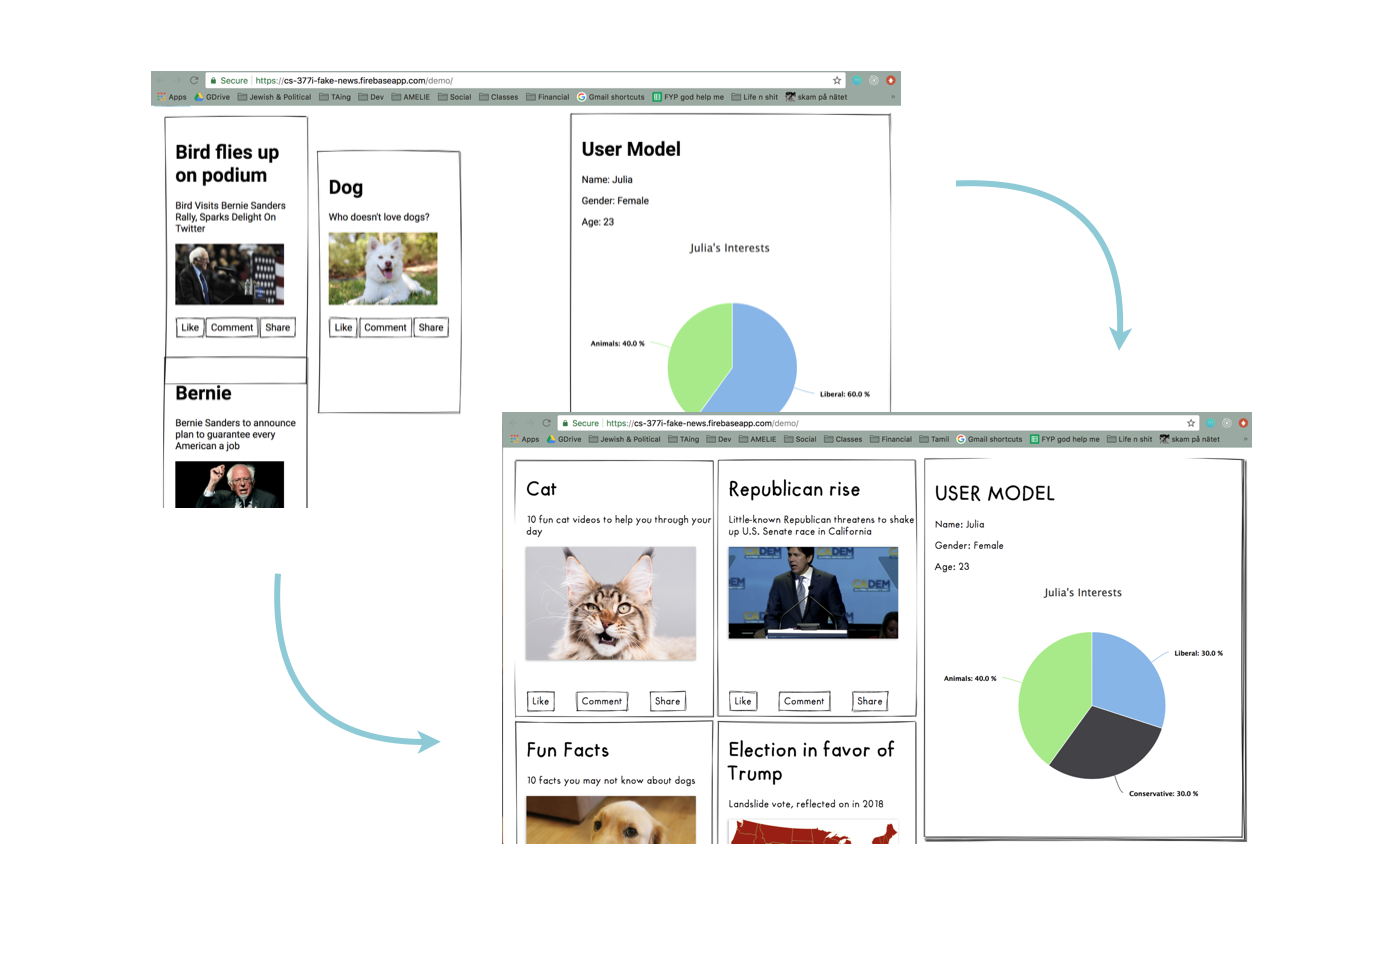 Secure https://cs-377i-fake-news.firebaseapp.com/demo/
Apps GDrive Jewish & Political TAing Dev AMELIE Social Classes Financial Gmail shortcuts FYP god help me Life n shit skam på nätet »
Bird flies up
on podium
Bird Visits Bernie Sanders
Rally, Sparks Delight On
Twitter
Like Comment Share
Bernie
Bernie Sanders to announce
plan to guarantee every
American a job
Dog
Who doesn't love dogs?
Like Comment Share
User Model
Name: Julia
Gender: Female
Age: 23
Julia's Interests
Animals: 40.0 %
Liberal: 60.0 %
Secure https://cs-377i-fake-news.firebaseapp.com/demo/
Apps GDrive Jewish & Political TAing Dev AMELIE Social Classes Financial Tamil Gmail shortcuts FYP god help me Life n shit skam på nätet »
Cat
10 fun cat videos to help you through your
day
Like Comment Share
Republican rise
Little-known Republican threatens to shake
up U.S. Senate race in California
DEM
DEM
CADEM
Like Comment Share
Fun Facts
10 facts you may not know about dogs
Election in favor of
Trump
Landslide vote, reflected on in 2018
USER MODEL
Name: Julia
Gender: Female
Age: 23
Julia's Interests
Liberal: 30.0 %
Animals: 40.0 %
Conservative: 30.0 %